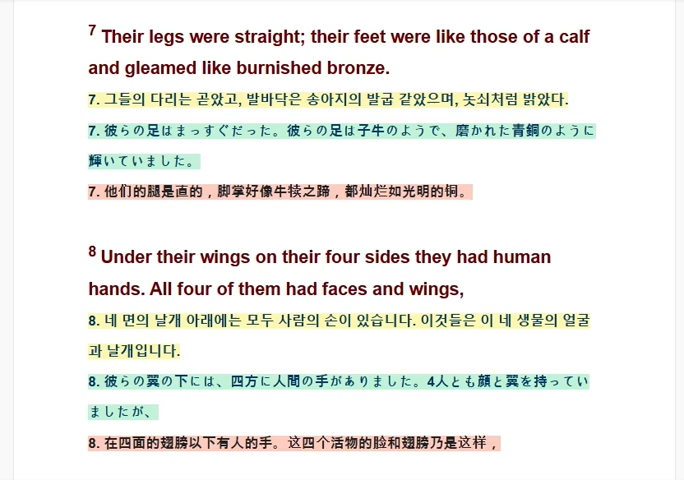 7 Their legs were straight; their feet were like those of a calf
and gleamed like burnished bronze.
7. 그들의 다리는 곧았고, 발바닥은 송아지의 발굽 같았으며, 놋쇠처럼 밝았다.
7. 彼らの足はまっすぐだった。彼らの足は子牛のようで、磨かれた青銅のように
輝いていました。
7. 他们的腿是直的，脚掌好像牛犊之蹄，都灿烂如光明的铜。
8 Under their wings on their four sides they had human
hands. All four of them had faces and wings,
8. 네 면의 날개 아래에는 모두 사람의 손이 있습니다. 이것들은 이 네 생물의 얼굴
과 날개입니다.
8. 彼らの翼の下には、四方に人間の手がありました。4人とも顔と翼を持ってい
ましたが、
8. 在四面的翅膀以下有人的手。这四个活物的脸和翅膀乃是这样，